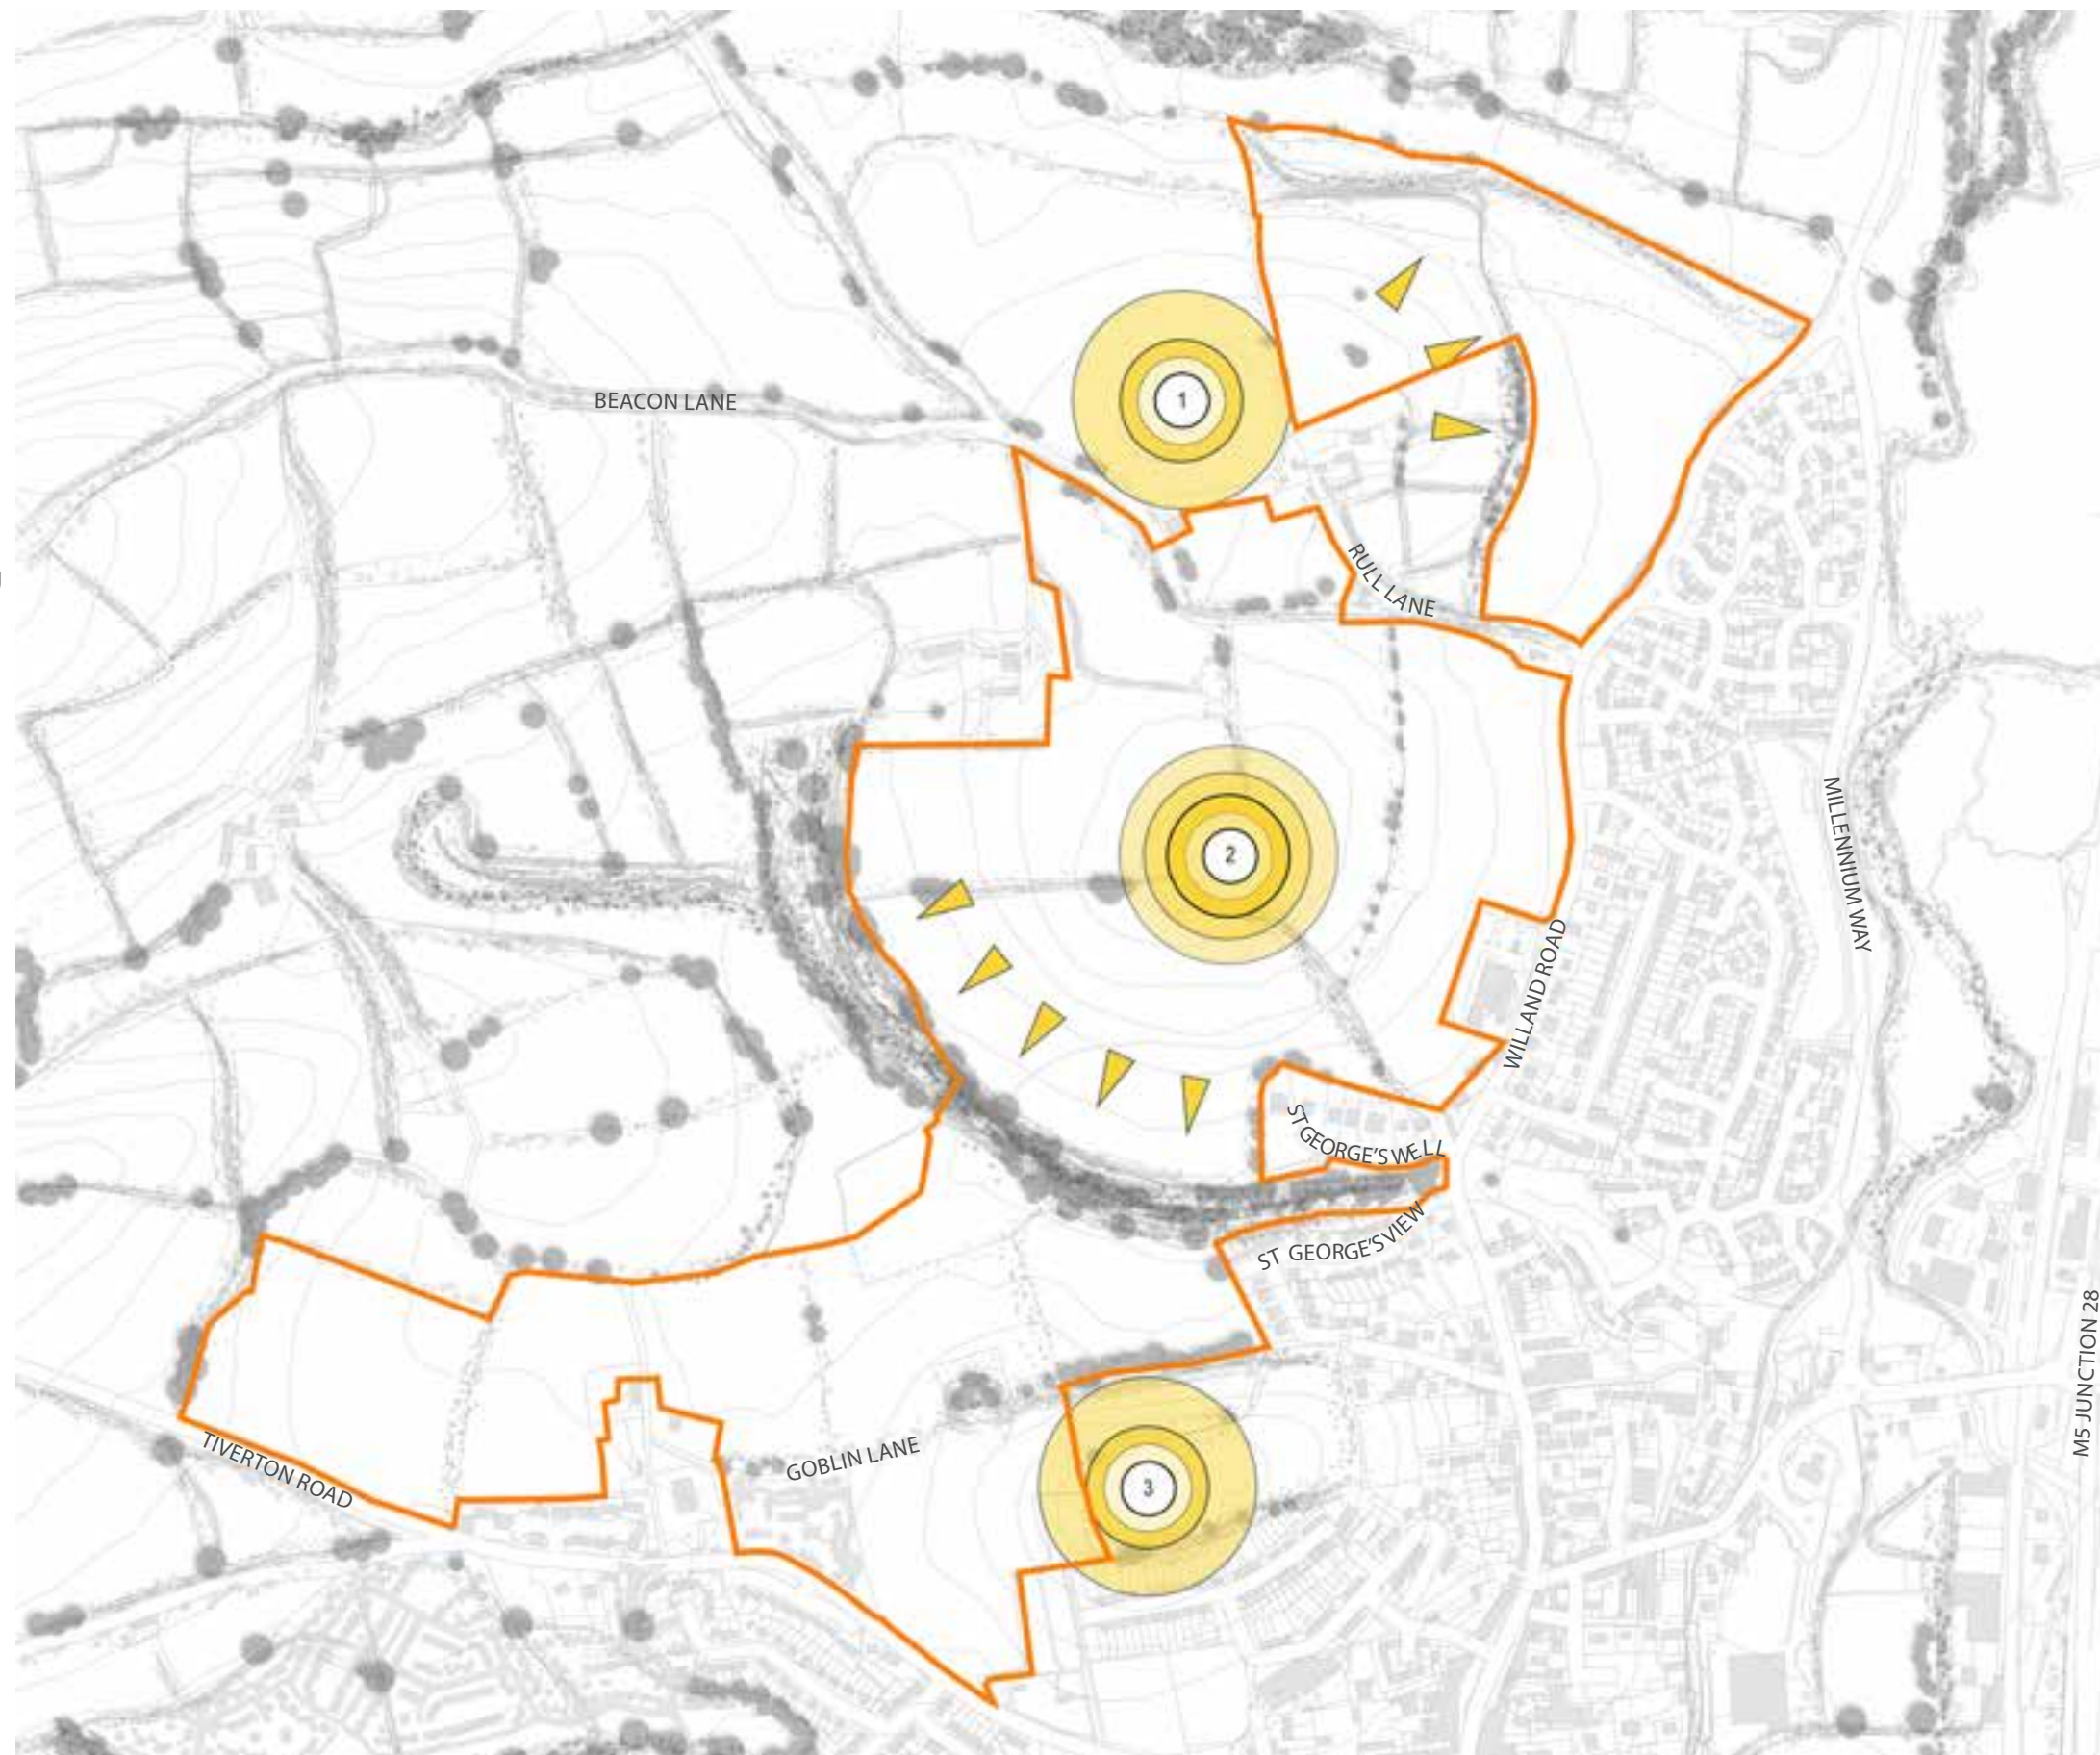 BEACON LANE
1
RULL LANE
2
MILLENNIUM WAY
WILLAND ROAD
ST GEORGE'S WELL
ST GEORGE'S VIEW
M5 JUNCTION 28
TIVERTON ROAD
GOBLIN LANE
3